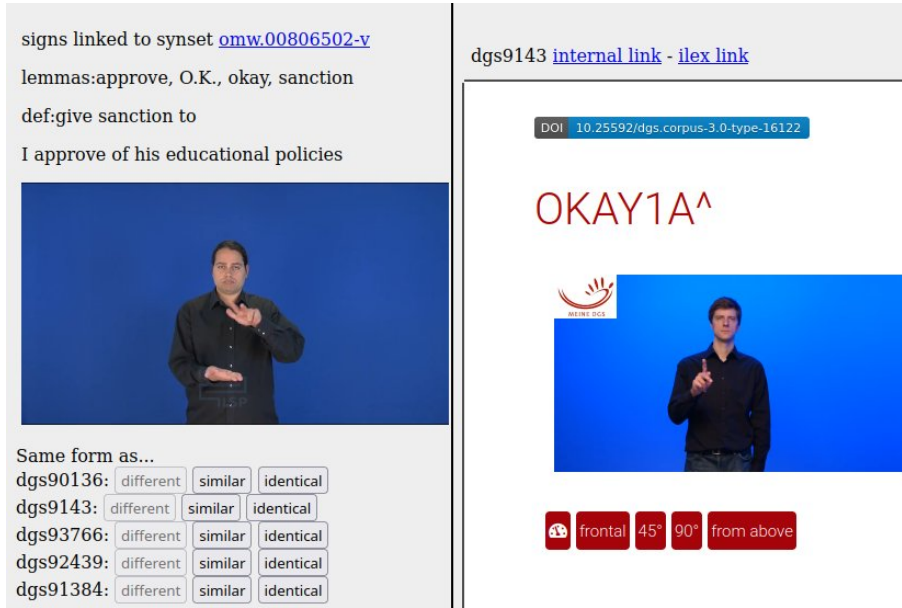 signs linked to synset omw.00806502-v
lemmas:approve, O.K., okay, sanction
def:give sanction to
I approve of his educational policies
ILSP
Same form as...
dgs90136: different similar identical
dgs9143: different similar identical
dgs93766: different similar identical
dgs92439: different similar identical
dgs91384: different similar identical
dgs9143 internal link - ilex link
DOI 10.25592/dgs.corpus-3.0-type-16122
OKAY1A^
MEINE DGS
frontal 45° 90° from above